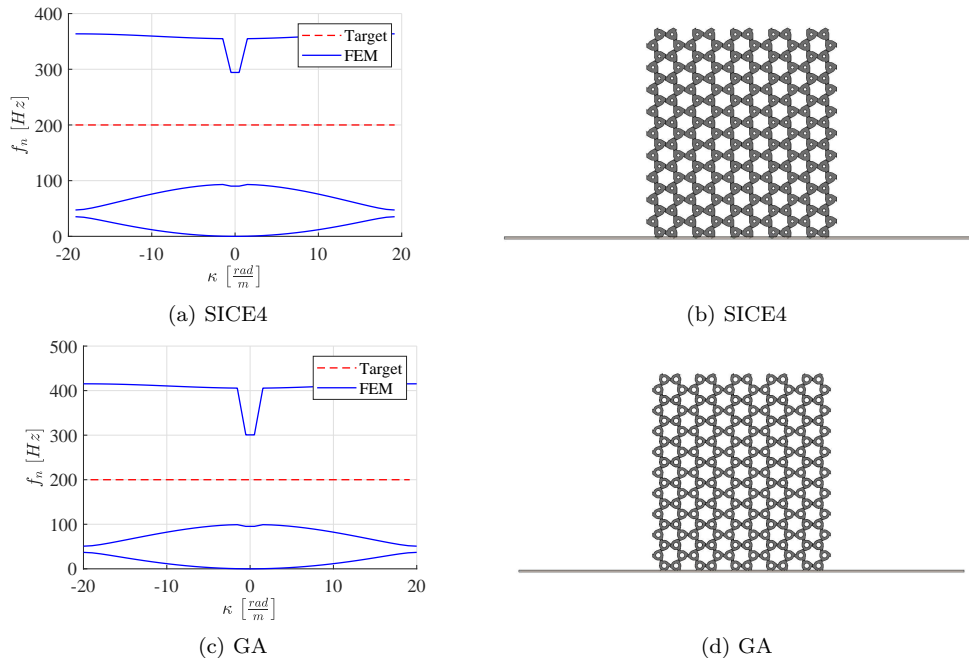 400
300
200
100
0
f_n [Hz]
Target
FEM
-20
-10
0
10
20
κ [rad/m]
(a) SICE4
(b) SICE4
500
400
300
200
100
0
f_n [Hz]
Target
FEM
-20
-10
0
10
20
κ [rad/m]
(c) GA
(d) GA